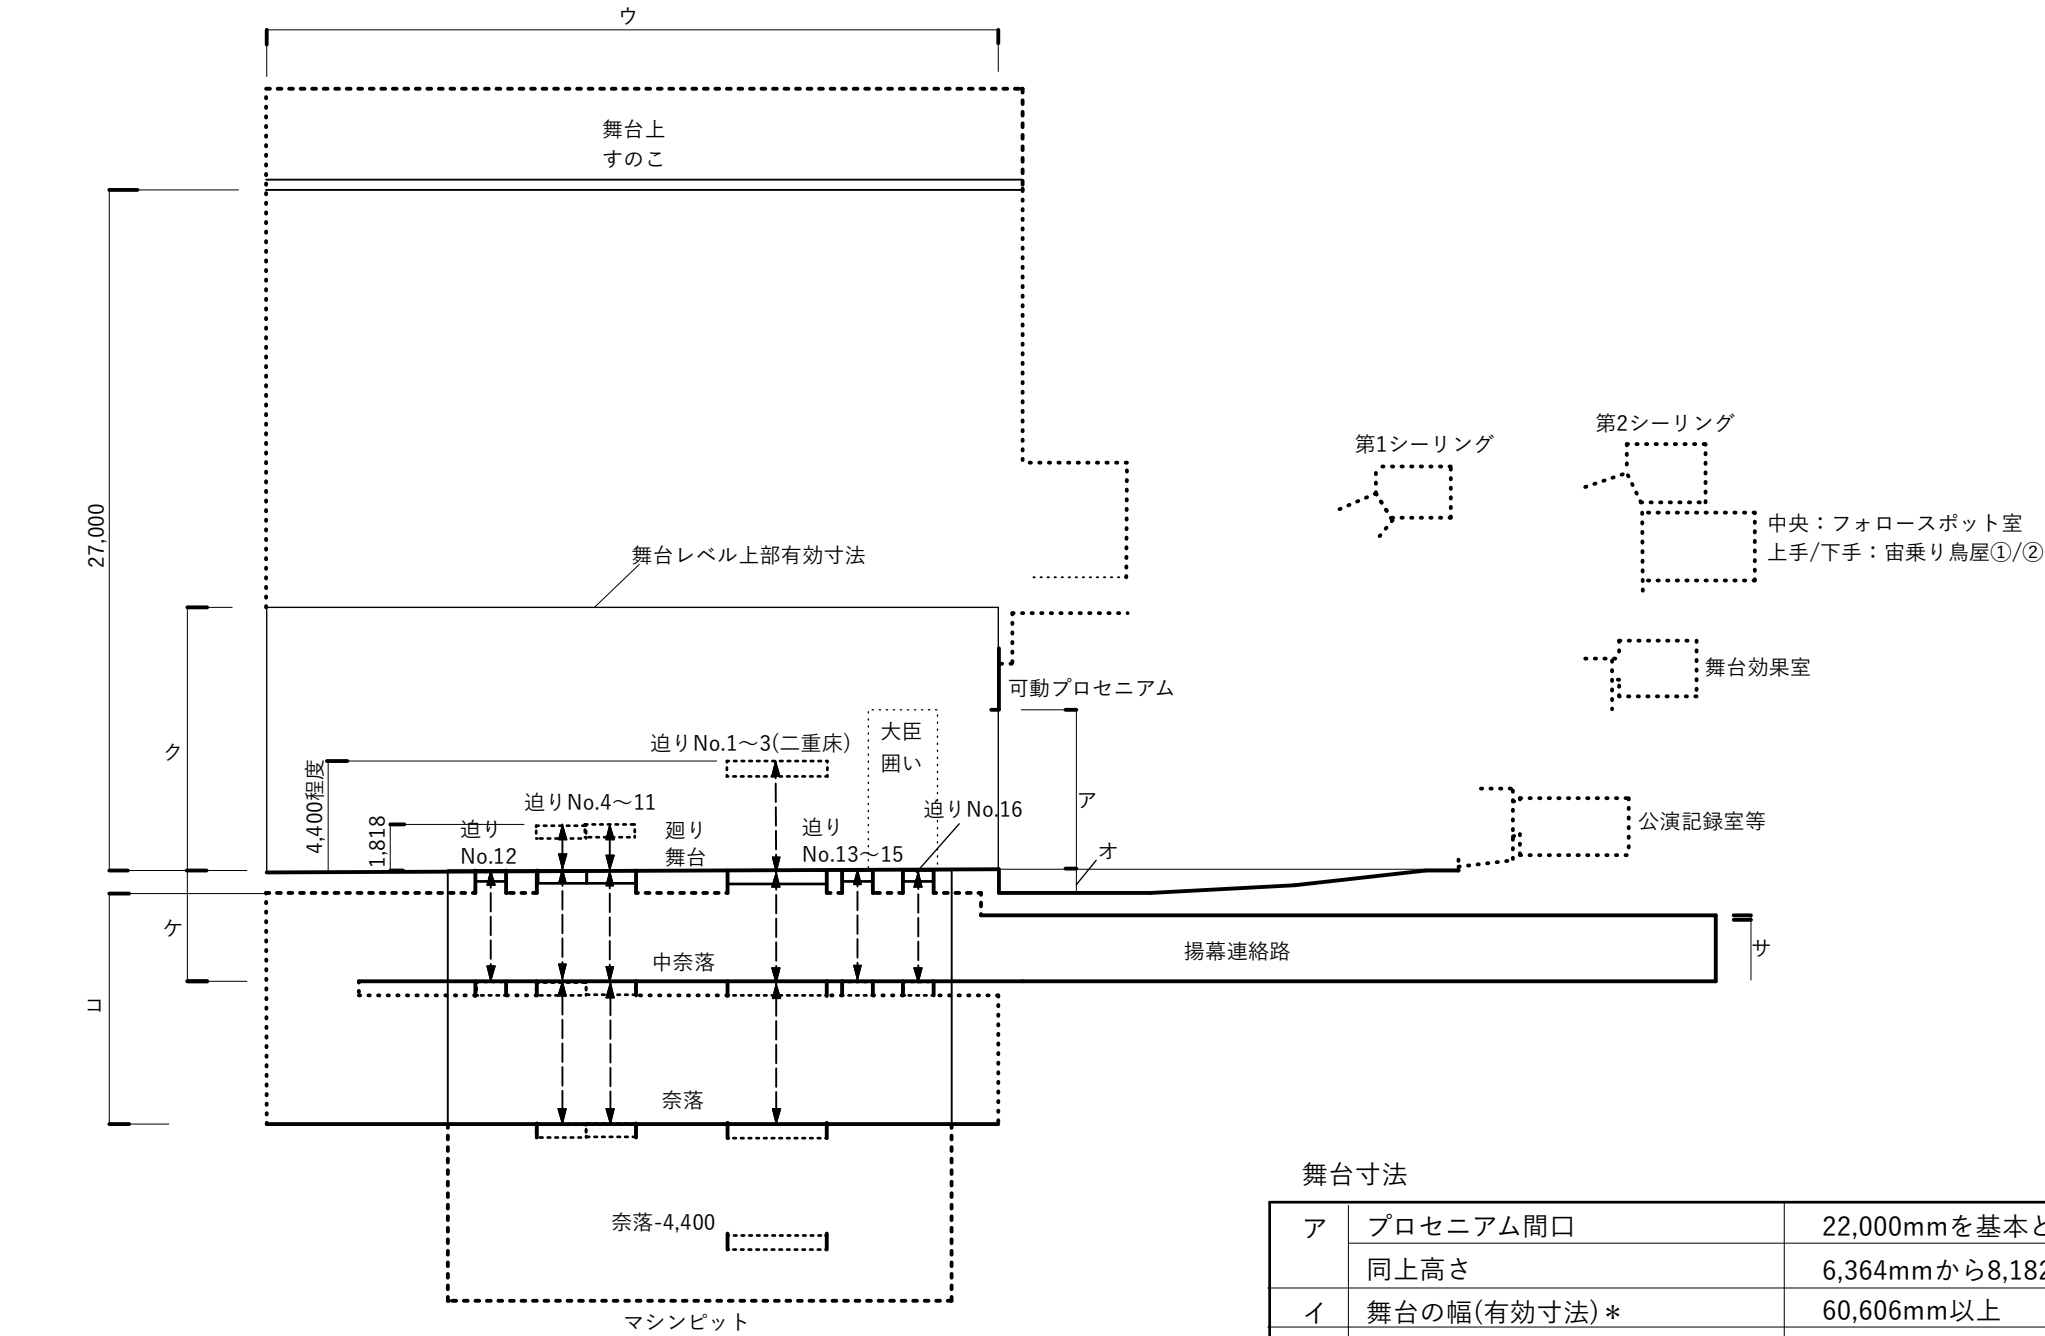 ウ
舞台上
すのこ
27,000
第2シーリング
第1シーリング
中央：フォロースポット室
上手/下手：宙乗り鳥屋①/②
舞台レベル上部有効寸法
舞台効果室
可動プロセニアム
大臣
囲い
ク
迫りNo.1～3(二重床)
4,400程度
迫りNo.4～11
ア
迫りNo.16
1,818
迫り
No.12
廻り
舞台
迫り
No.13～15
公演記録室等
オ
ケ
中奈落
揚幕連絡路
サ
コ
奈落
奈落-4,400
マシンピット
舞台寸法
ア プロセニアム間口 22,000mmを基本と
同上高さ 6,364mmから8,182
イ 舞台の幅(有効寸法)＊ 60,606mm以上